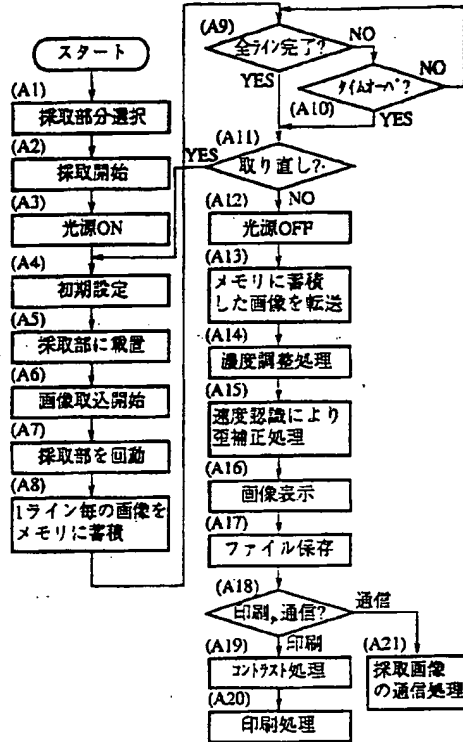 スタート
(A1)
採取部分選択
(A2)
採取開始
(A3)
光源ON
(A4)
初期設定
(A5)
採取部に載置
(A6)
画像取込開始
(A7)
採取部を回動
(A8)
1ライン毎の画像を
メモリに蓄積
(A9)
全ライン完了?
NO
YES
タイムオーバ?
NO
(A10)
YES
(A11)
YES
取り直し?
NO
(A12)
光源OFF
(A13)
メモリに蓄積
した画像を転送
(A14)
濃度調整処理
(A15)
速度認識により
歪補正処理
(A16)
画像表示
(A17)
ファイル保存
(A18)
印刷,通信?
通信
印刷
(A19)
コントラスト処理
(A20)
印刷処理
(A21)
採取画像
の通信処理